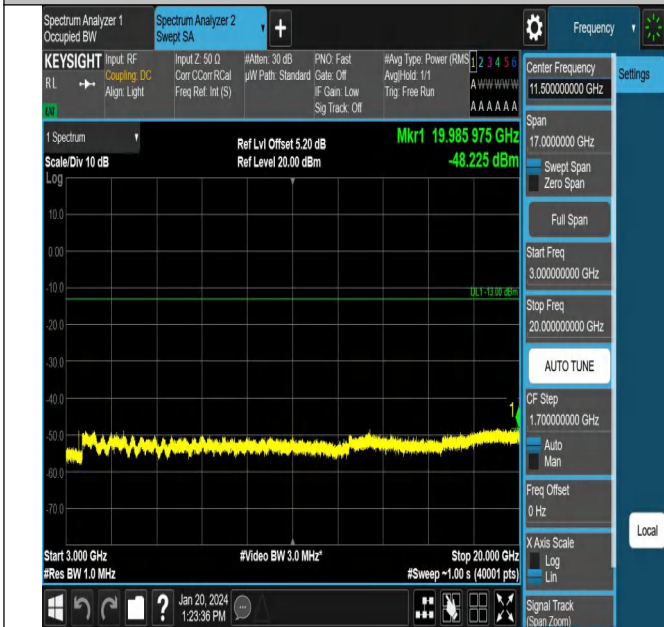 Spectrum Analyzer 1
Occupied BW
Spectrum Analyzer 2
Swept SA
Frequency
KEYSIGHT
RL
LXI
Input: RF
Coupling: DC
Align: Light
Input Z: 50 Ω
Corr CCorr RCal
Freq Ref: Int (S)
#Atten: 30 dB
µW Path: Standard
PNO: Fast
Gate: Off
IF Gain: Low
Sig Track: Off
#Avg Type: Power (RMS
Avg|Hold: 1/1
Trig: Free Run
1 2 3 4 5 6
A W W W W W
A A A A A A
1 Spectrum
Scale/Div 10 dB
Log
Ref Lvl Offset 5.20 dB
Ref Level 20.00 dBm
Mkr1 19.985 975 GHz
-48.225 dBm
10.0
0.00
-10.0
DL1 -13.00 dBm
-20.0
-30.0
-40.0
1
-50.0
-60.0
-70.0
Start 3.000 GHz
#Res BW 1.0 MHz
#Video BW 3.0 MHz*
Stop 20.000 GHz
#Sweep ~1.00 s (40001 pts)
Jan 20, 2024
1:23:36 PM
Center Frequency
11.500000000 GHz
Settings
Span
17.0000000 GHz
Swept Span
Zero Span
Full Span
Start Freq
3.000000000 GHz
Stop Freq
20.000000000 GHz
AUTO TUNE
CF Step
1.700000000 GHz
Auto
Man
Freq Offset
0 Hz
Local
X Axis Scale
Log
Lin
Signal Track
(Span Zoom)